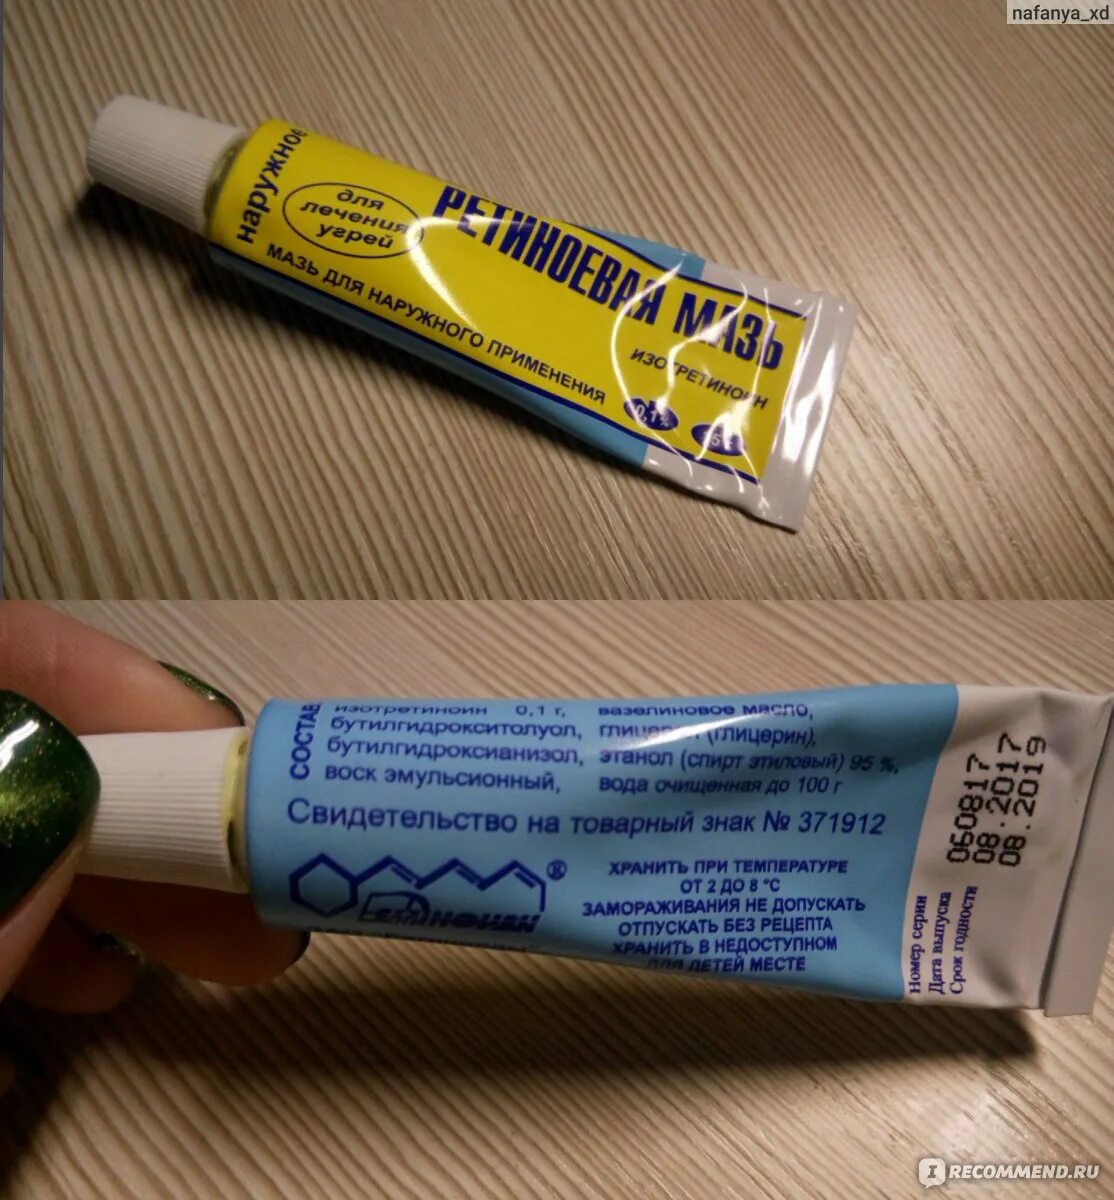 nafanya_xd
наружное
для
лечения
угрей
РЕТИНОЕВАЯ МАЗЬ
МАЗЬ ДЛЯ НАРУЖНОГО ПРИМЕНЕНИЯ
ИЗОТРЕТИНОИН
0,1%
СОСТАВ
изотретиноин 0,1 г,
бутилгидрокситолуол,
бутилгидроксианизол,
воск эмульсионный,
вазелиновое масло,
(глицерин),
этанол (спирт этиловый) 95 %,
вода очищенная до 100 г
Свидетельство на товарный знак № 371912
®
ХРАНИТЬ ПРИ ТЕМПЕРАТУРЕ
ОТ 2 ДО 8 °С
ЗАМОРАЖИВАНИЯ НЕ ДОПУСКАТЬ
ОТПУСКАТЬ БЕЗ РЕЦЕПТА
ХРАНИТЬ В НЕДОСТУПНОМ
ДЛЯ ДЕТЕЙ МЕСТЕ
Номер серии
Дата выпуска
Срок годности
060817
08.2017
08.2019
I RECOMMEND.RU